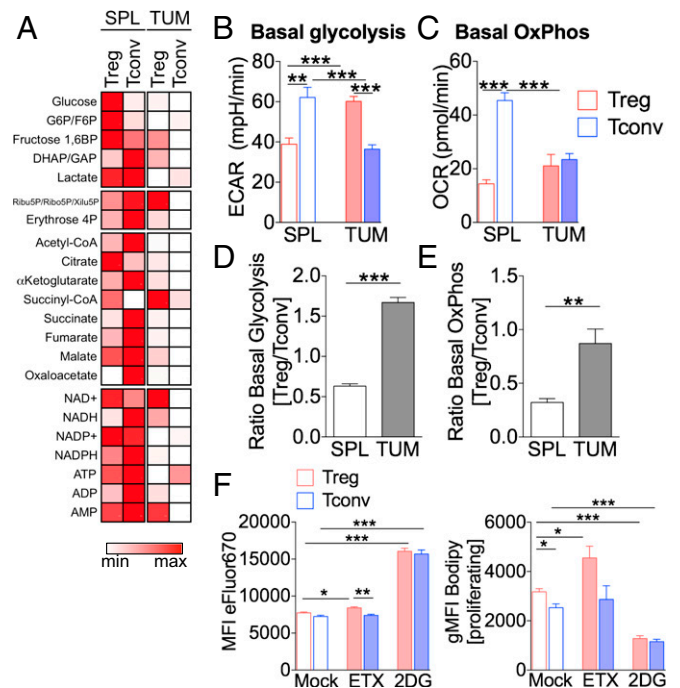 A
SPL TUM
Treg Tconv Treg Tconv
Glucose
G6P/F6P
Fructose 1,6BP
DHAP/GAP
Lactate
Ribu5P/Ribo5P/Xilu5P
Erythrose 4P
Acetyl-CoA
Citrate
αKetoglutarate
Succinyl-CoA
Succinate
Fumarate
Malate
Oxaloacetate
NAD+
NADH
NADP+
NADPH
ATP
ADP
AMP
min max
B Basal glycolysis
ECAR (mpH/min)
80
60
40
20
0
***
** ***
***
SPL TUM
C Basal OxPhos
OCR (pmol/min)
60
40
20
0
*** ***
SPL TUM
Treg
Tconv
D
Ratio Basal Glycolysis
[Treg/Tconv]
2.0
1.5
1.0
0.5
0.0
***
SPL TUM
E
Ratio Basal OxPhos
[Treg/Tconv]
1.5
1.0
0.5
0.0
**
SPL TUM
F
Treg
Tconv
MFI eFluor670
20000
15000
10000
5000
0
***
***
* **
Mock ETX 2DG
gMFI Bodipy
[proliferating]
6000
4000
2000
0
***
***
*
*
Mock ETX 2DG